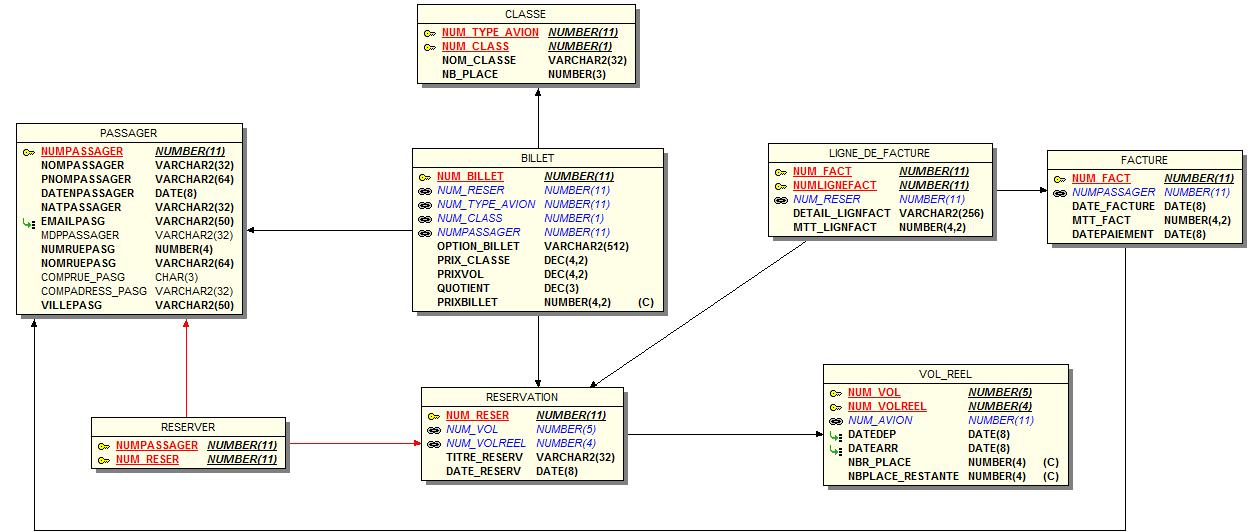 CLASSE
NUM_TYPE_AVION NUMBER(11)
NUM_CLASS NUMBER(1)
NOM_CLASSE VARCHAR2(32)
NB_PLACE NUMBER(3)
PASSAGER
NUMPASSAGER NUMBER(11)
NOMPASSAGER VARCHAR2(32)
PNOMPASSAGER VARCHAR2(64)
DATENPASSAGER DATE(8)
NATPASSAGER VARCHAR2(32)
EMAILPASG VARCHAR2(50)
MDPPASSAGER VARCHAR2(32)
NUMRUEPASG NUMBER(4)
NOMRUEPASG VARCHAR2(64)
COMPRUE_PASG CHAR(3)
COMPADRESS_PASG VARCHAR2(32)
VILLEPASG VARCHAR2(50)
BILLET
NUM_BILLET NUMBER(11)
NUM_RESER NUMBER(11)
NUM_TYPE_AVION NUMBER(11)
NUM_CLASS NUMBER(1)
NUMPASSAGER NUMBER(11)
OPTION_BILLET VARCHAR2(512)
PRIX_CLASSE DEC(4,2)
PRIXVOL DEC(4,2)
QUOTIENT DEC(3)
PRIXBILLET NUMBER(4,2) (C)
LIGNE_DE_FACTURE
NUM_FACT NUMBER(11)
NUMLIGNEFACT NUMBER(11)
NUM_RESER NUMBER(11)
DETAIL_LIGNFACT VARCHAR2(256)
MTT_LIGNFACT NUMBER(4,2)
FACTURE
NUM_FACT NUMBER(11)
NUMPASSAGER NUMBER(11)
DATE_FACTURE DATE(8)
MTT_FACT NUMBER(4,2)
DATEPAIEMENT DATE(8)
RESERVER
NUMPASSAGER NUMBER(11)
NUM_RESER NUMBER(11)
RESERVATION
NUM_RESER NUMBER(11)
NUM_VOL NUMBER(5)
NUM_VOLREEL NUMBER(4)
TITRE_RESERV VARCHAR2(32)
DATE_RESERV DATE(8)
VOL_REEL
NUM_VOL NUMBER(5)
NUM_VOLREEL NUMBER(4)
NUM_AVION NUMBER(11)
DATEDEP DATE(8)
DATEARR DATE(8)
NBR_PLACE NUMBER(4) (C)
NBPLACE_RESTANTE NUMBER(4) (C)